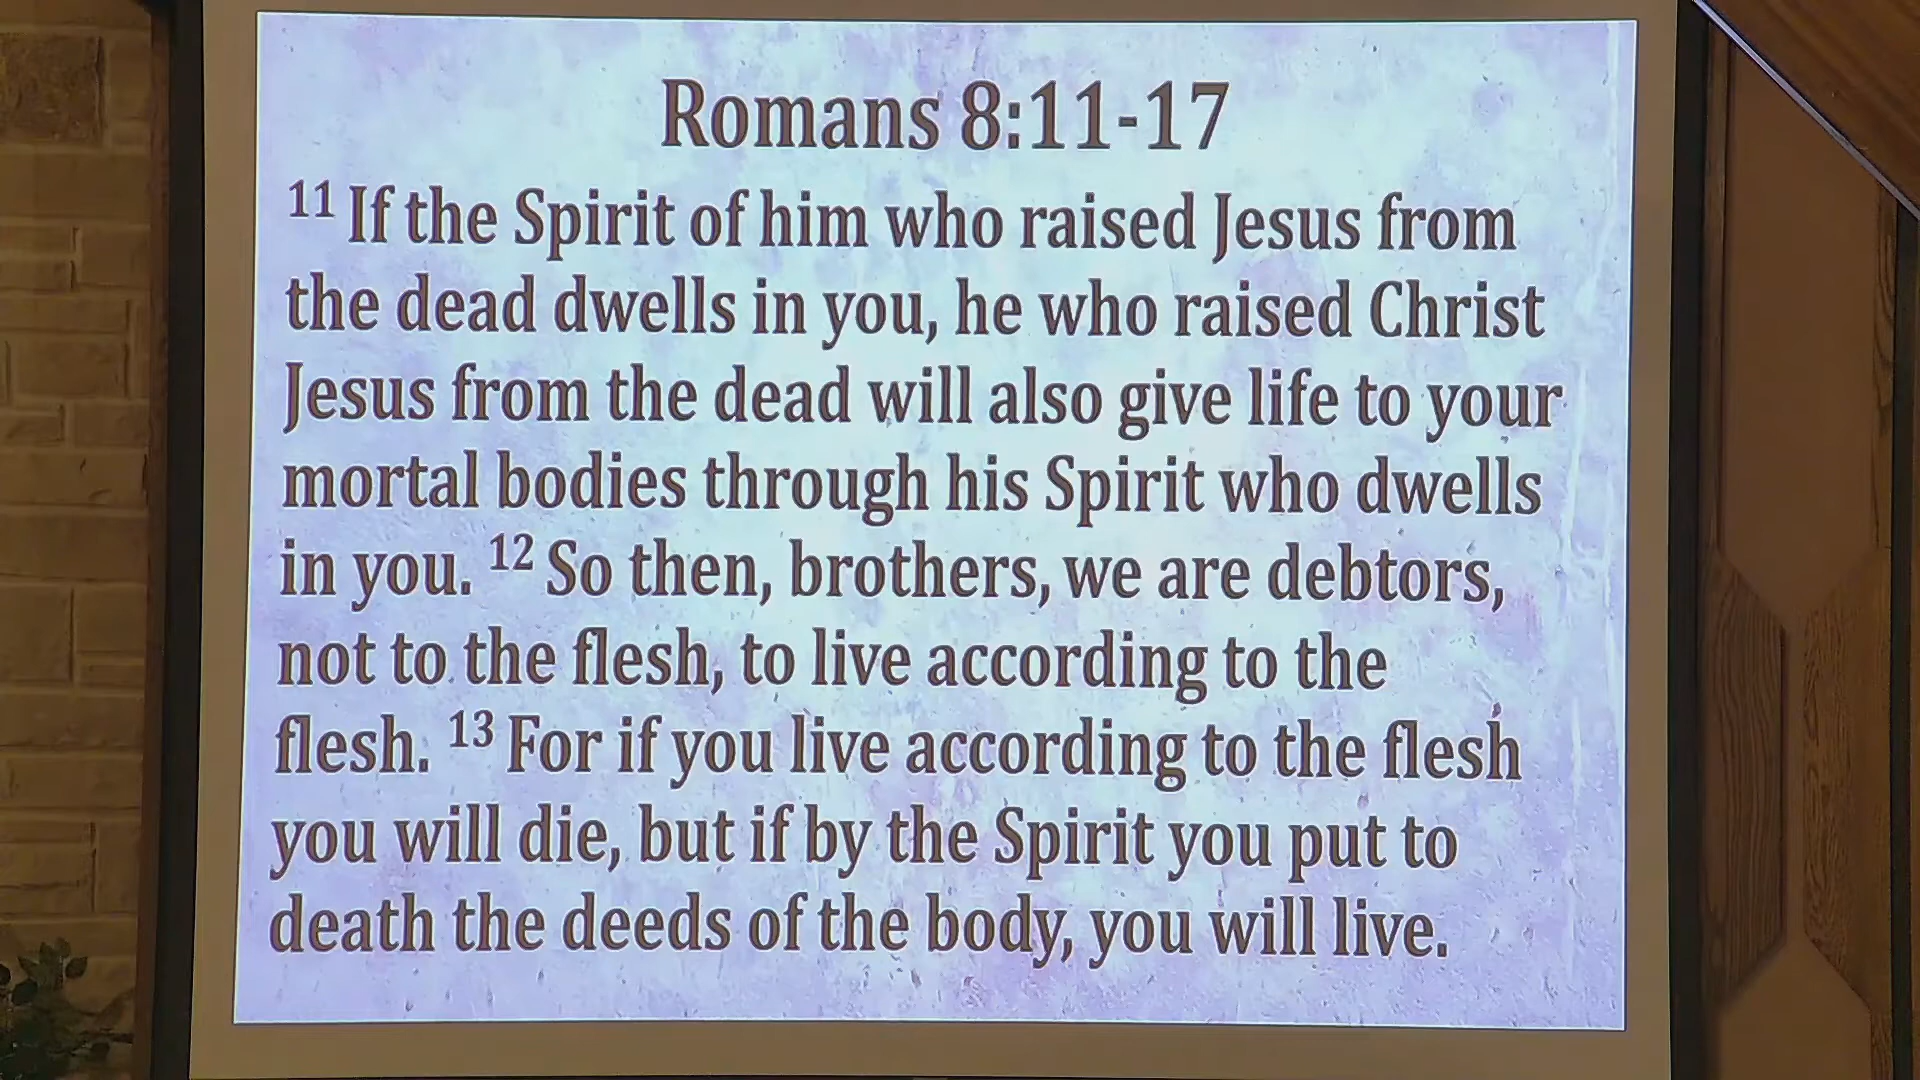 Romans 8:11-17
11 If the Spirit of him who raised Jesus from
the dead dwells in you, he who raised Christ
Jesus from the dead will also give life to your
mortal bodies through his Spirit who dwells
in you. 12 So then, brothers, we are debtors,
not to the flesh, to live according to the
flesh. 13 For if you live according to the flesh
you will die, but if by the Spirit you put to
death the deeds of the body, you will live.